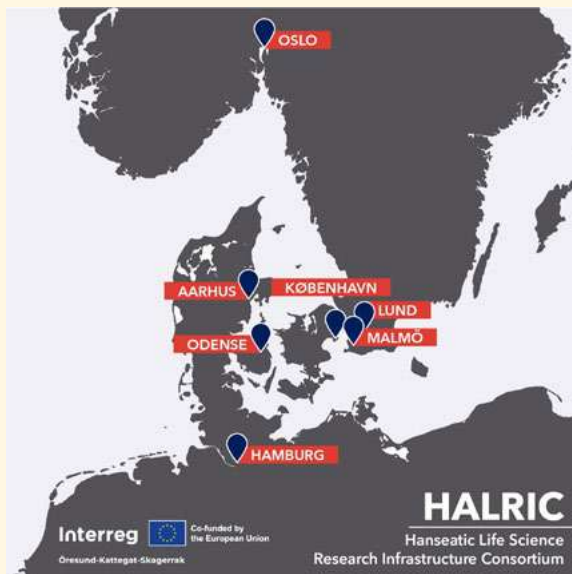 OSLO
AARHUS
KØBENHAVN
LUND
MALMÖ
ODENSE
HAMBURG
HALRIC
Hanseatic Life Science
Research Infrastructure Consortium
Interreg
Co-funded by
the European Union
Öresund-Kattegat-Skagerrak